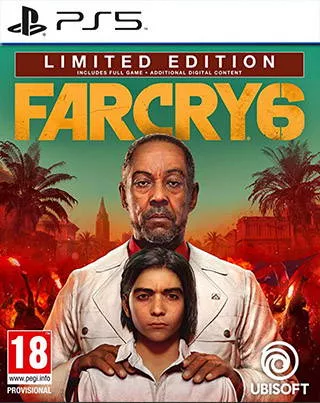 PS5
LIMITED EDITION
INCLUDES FULL GAME + ADDITIONAL DIGITAL CONTENT
FARCRY6
18
www.pegi.info
PROVISIONAL
UBISOFT